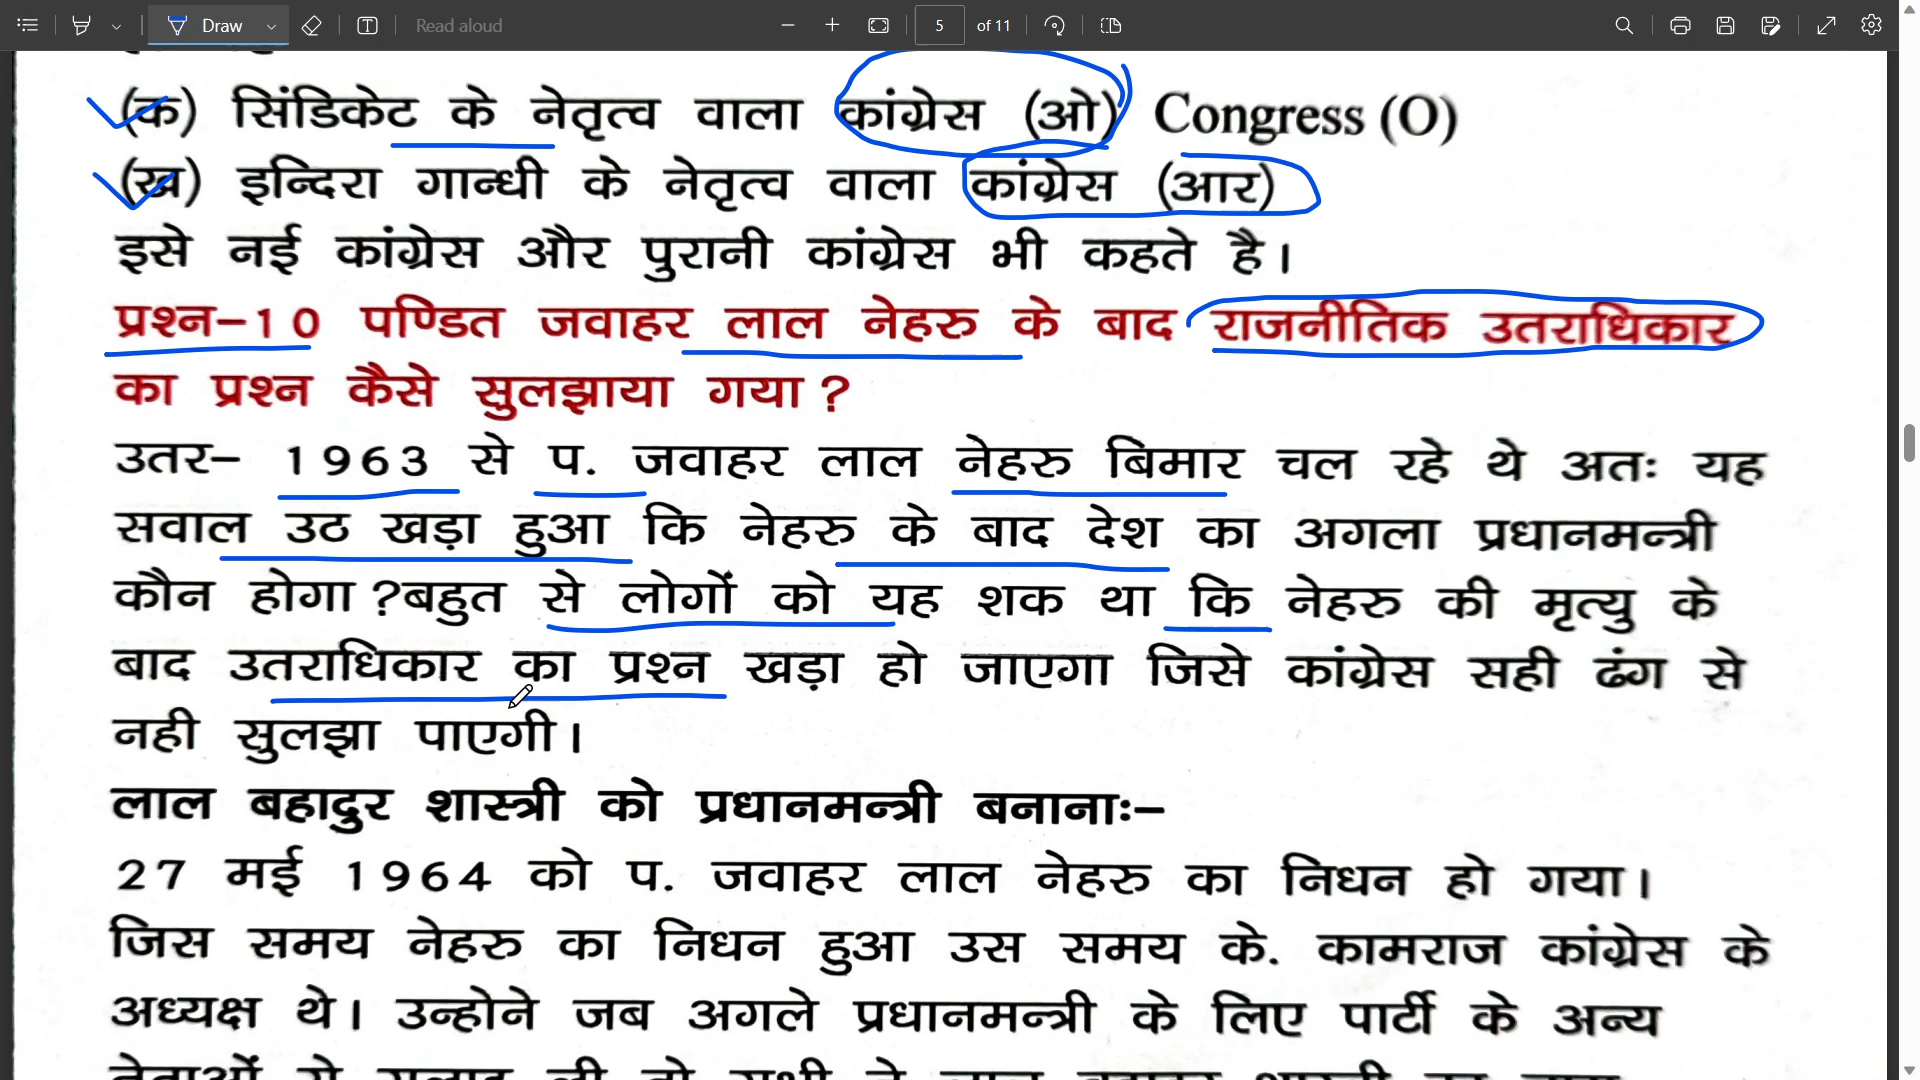 Draw
Read aloud
5 of 11
(क) सिंडिकेट के नेतृत्व वाला कांग्रेस (ओ) Congress (O)
(ख) इन्दिरा गान्धी के नेतृत्व वाला कांग्रेस (आर)
इसे नई कांग्रेस और पुरानी कांग्रेस भी कहते है।
प्रश्न-10 पण्डित जवाहर लाल नेहरु के बाद राजनीतिक उतराधिकार
का प्रश्न कैसे सुलझाया गया?
उतर- 1963 से प. जवाहर लाल नेहरु बिमार चल रहे थे अतः यह
सवाल उठ खड़ा हुआ कि नेहरु के बाद देश का अगला प्रधानमन्त्री
कौन होगा ?बहुत से लोगों को यह शक था कि नेहरु की मृत्यु के
बाद उतराधिकार का प्रश्न खड़ा हो जाएगा जिसे कांग्रेस सही ढंग से
नही सुलझा पाएगी।
लाल बहादुर शास्त्री को प्रधानमन्त्री बनानाः-
27 मई 1964 को प. जवाहर लाल नेहरु का निधन हो गया।
जिस समय नेहरु का निधन हुआ उस समय के. कामराज कांग्रेस के
अध्यक्ष थे। उन्होने जब अगले प्रधानमन्त्री के लिए पार्टी के अन्य